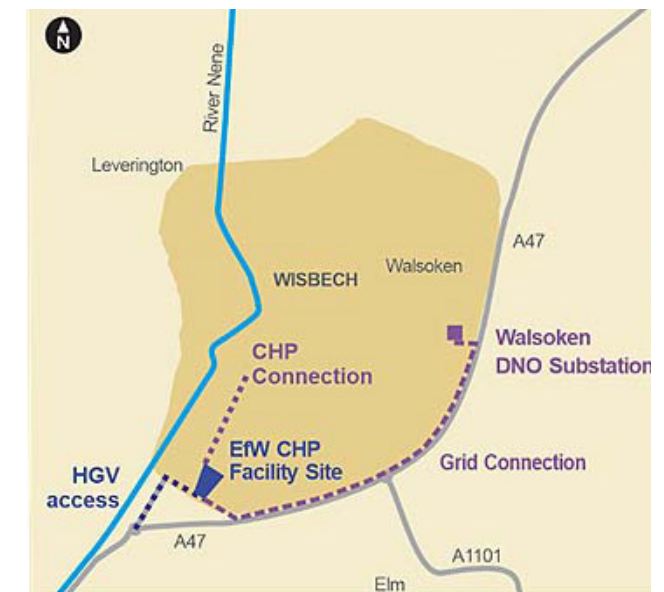 N
River Nene
Leverington
A47
Walsoken
WISBECH
Walsoken
DNO Substation
CHP
Connection
EfW CHP
Facility Site
HGV
access
Grid Connection
A47
A1101
Elm